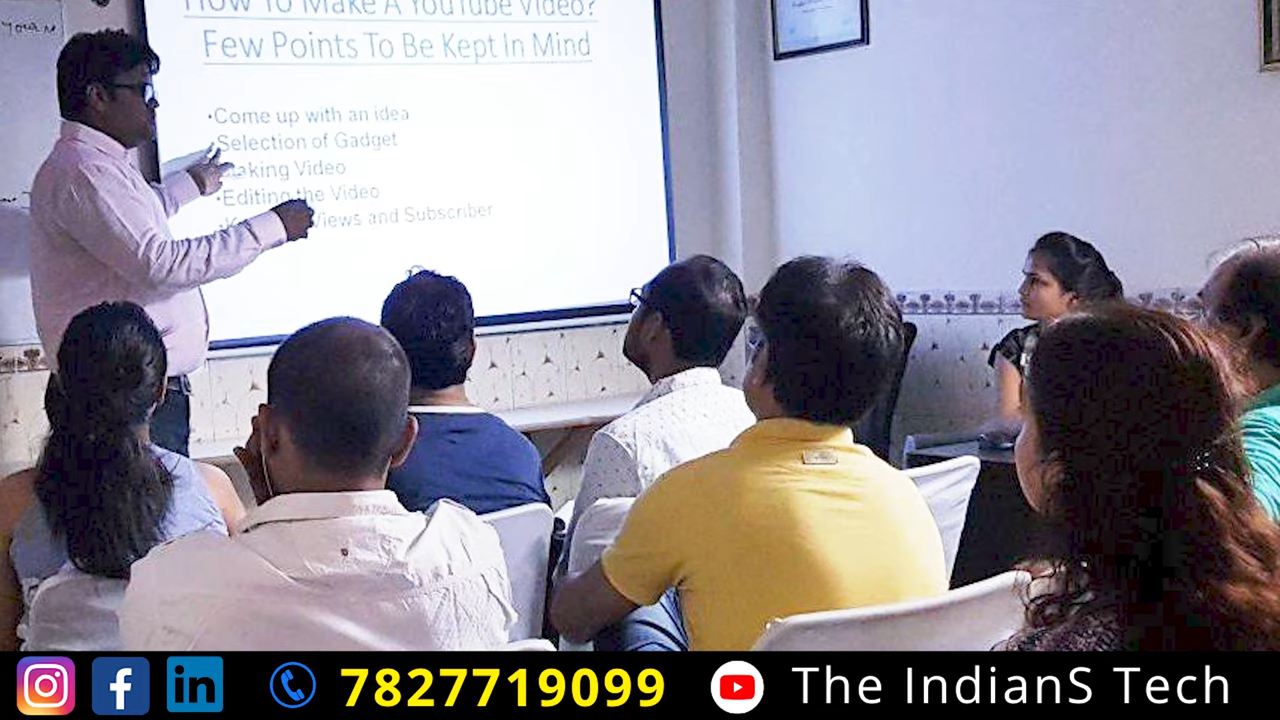 How To Make A YouTube Video?
Few Points To Be Kept In Mind
•Come up with an idea
•Selection of Gadget
Making Video
•Editing the Video
Views and Subscriber
7827719099
The IndianS Tech